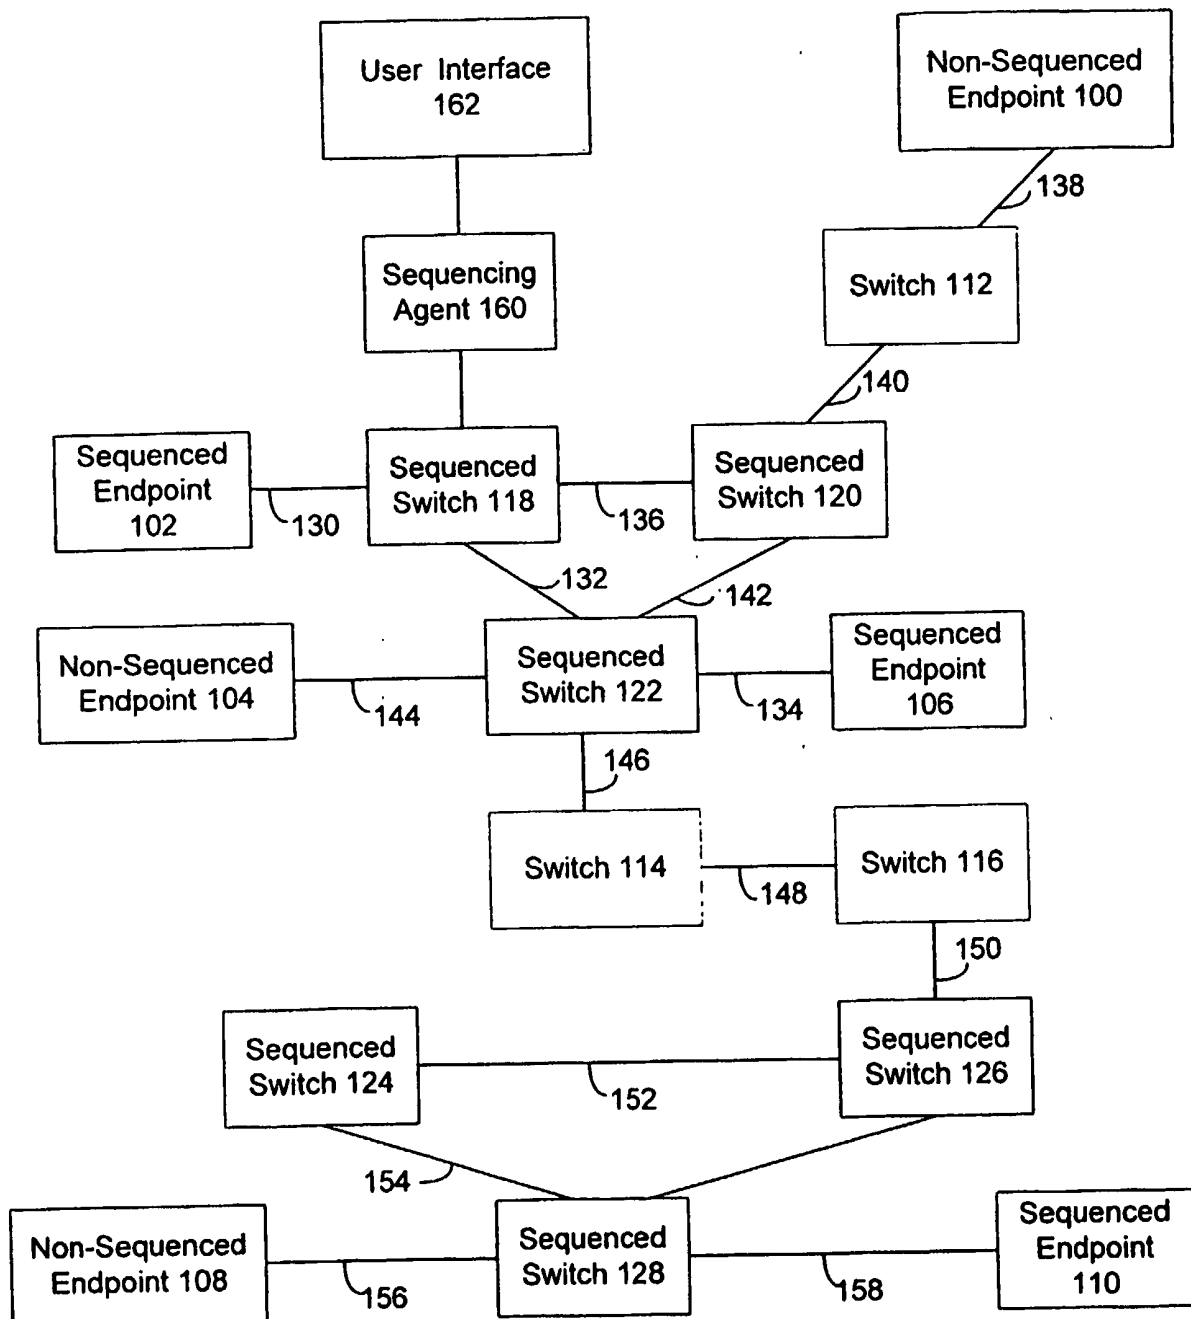 User Interface
162
Non-Sequenced
Endpoint 100
138
Sequencing
Agent 160
Switch 112
140
Sequenced
Endpoint
102
130
Sequenced
Switch 118
136
Sequenced
Switch 120
132
142
Non-Sequenced
Endpoint 104
144
Sequenced
Switch 122
134
Sequenced
Endpoint
106
146
Switch 114
148
Switch 116
150
Sequenced
Switch 124
152
Sequenced
Switch 126
154
Non-Sequenced
Endpoint 108
156
Sequenced
Switch 128
158
Sequenced
Endpoint
110